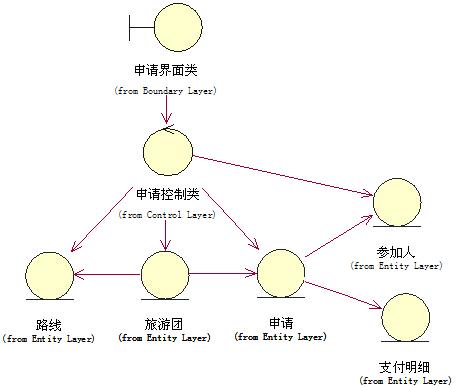 申请界面类
(from Boundary Layer)
申请控制类
(from Control Layer)
参加人
(from Entity Layer)
路线
(from Entity Layer)
旅游团
(from Entity Layer)
申请
(from Entity Layer)
支付明细
(from Entity Layer)